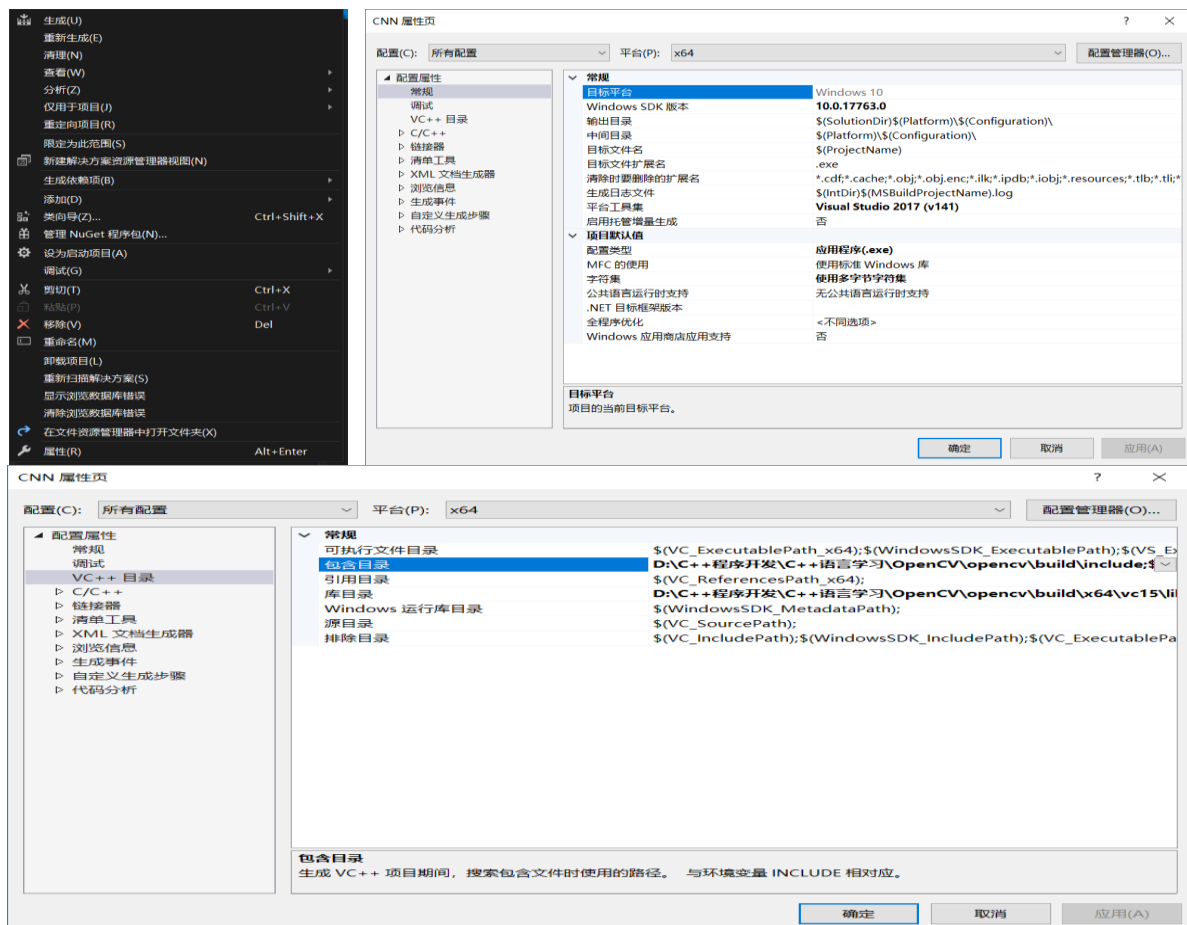 生成(U)
重新生成(E)
清理(N)
查看(W)
分析(Z)
仅用于项目(J)
重定向项目(R)
限定为此范围(S)
新建解决方案资源管理器视图(N)
生成依赖项(B)
添加(D)
类向导(Z)... Ctrl+Shift+X
管理 NuGet 程序包(N)...
设为启动项目(A)
调试(G)
剪切(T) Ctrl+X
粘贴(P) Ctrl+V
移除(V) Del
重命名(M)
卸载项目(L)
重新扫描解决方案(S)
显示浏览数据库错误
清除浏览数据库错误
在文件资源管理器中打开文件夹(X)
属性(R) Alt+Enter
CNN 属性页 ?
配置(C): 所有配置 平台(P): x64 配置管理器(O)...
配置属性
常规
调试
VC++ 目录
C/C++
链接器
清单工具
XML 文档生成器
浏览信息
生成事件
自定义生成步骤
代码分析
常规
目标平台 Windows 10
Windows SDK 版本 10.0.17763.0
输出目录 $(SolutionDir)$(Platform)\$(Configuration)\
中间目录 $(Platform)\$(Configuration)\
目标文件名 $(ProjectName)
目标文件扩展名 .exe
清除时要删除的扩展名 *.cdf;*.cache;*.obj;*.obj.enc;*.ilk;*.ipdb;*.iobj;*.resources;*.tlb;*.tli;*
生成日志文件 $(IntDir)$(MSBuildProjectName).log
平台工具集 Visual Studio 2017 (v141)
启用托管增量生成 否
项目默认值
配置类型 应用程序(.exe)
MFC 的使用 使用标准 Windows 库
字符集 使用多字节字符集
公共语言运行时支持 无公共语言运行时支持
.NET 目标框架版本
全程序优化 <不同选项>
Windows 应用商店应用支持 否
目标平台
项目的当前目标平台。
确定 取消 应用(A)
CNN 属性页 ?
配置(C): 所有配置 平台(P): x64 配置管理器(O)...
配置属性
常规
调试
VC++ 目录
C/C++
链接器
清单工具
XML 文档生成器
浏览信息
生成事件
自定义生成步骤
代码分析
常规
可执行文件目录 $(VC_ExecutablePath_x64);$(WindowsSDK_ExecutablePath);$(VS_Ex
包含目录 D:\C++程序开发\C++语言学习\OpenCV\opencv\build\include;$
引用目录 $(VC_ReferencesPath_x64);
库目录 D:\C++程序开发\C++语言学习\OpenCV\opencv\build\x64\vc15\lil
Windows 运行库目录 $(WindowsSDK_MetadataPath);
源目录 $(VC_SourcePath);
排除目录 $(VC_IncludePath);$(WindowsSDK_IncludePath);$(VC_ExecutablePa
包含目录
生成 VC++ 项目期间，搜索包含文件时使用的路径。 与环境变量 INCLUDE 相对应。
确定 取消 应用(A)